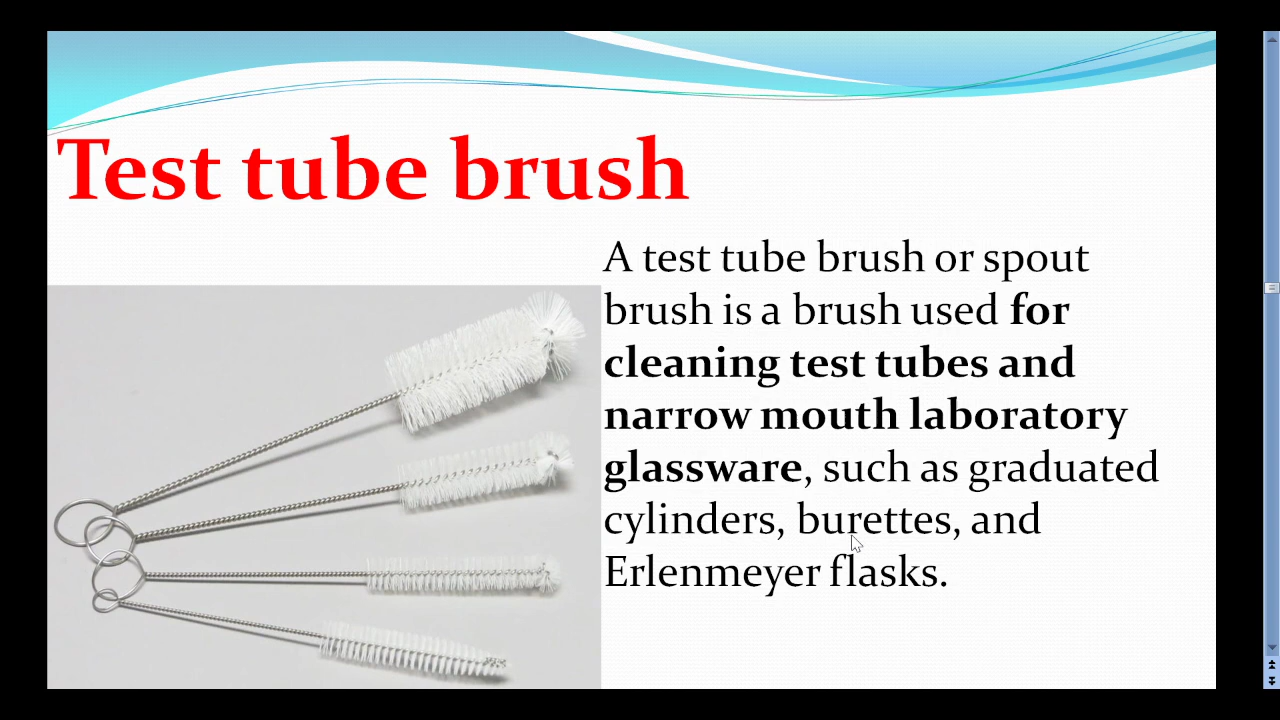 Test tube brush
A test tube brush or spout
brush is a brush used for
cleaning test tubes and
narrow mouth laboratory
glassware, such as graduated
cylinders, burettes, and
Erlenmeyer flasks.